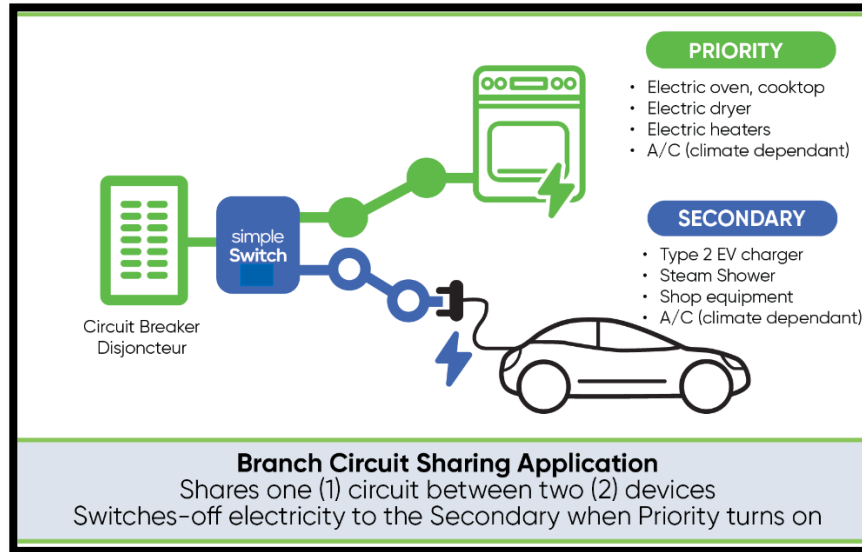 PRIORITY
• Electric oven, cooktop
• Electric dryer
• Electric heaters
• A/C (climate dependant)
simple
Switch
SECONDARY
• Type 2 EV charger
• Steam Shower
• Shop equipment
• A/C (climate dependant)
Circuit Breaker
Disjoncteur
Branch Circuit Sharing Application
Shares one (1) circuit between two (2) devices
Switches-off electricity to the Secondary when Priority turns on